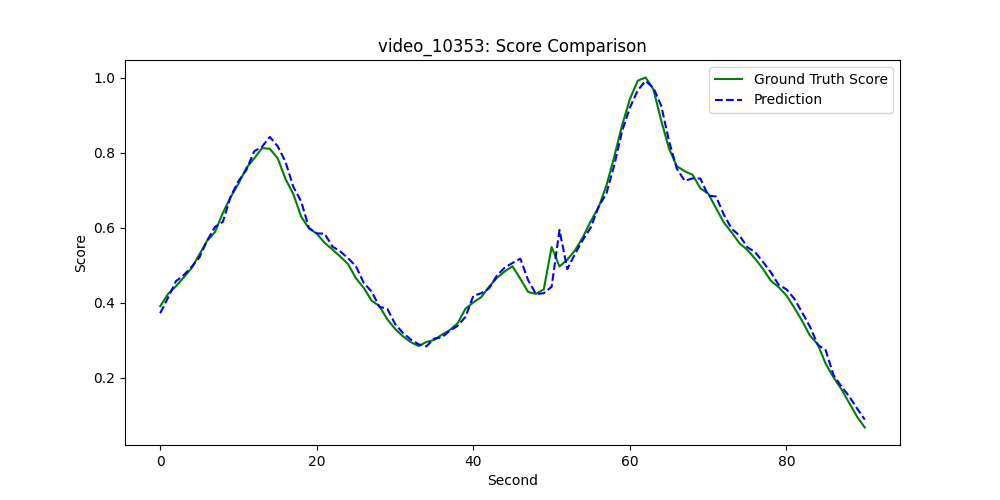 video_10353: Score Comparison
Ground Truth Score
Prediction
1.0
0.8
0.6
0.4
0.2
Score
0 20 40 60 80
Second